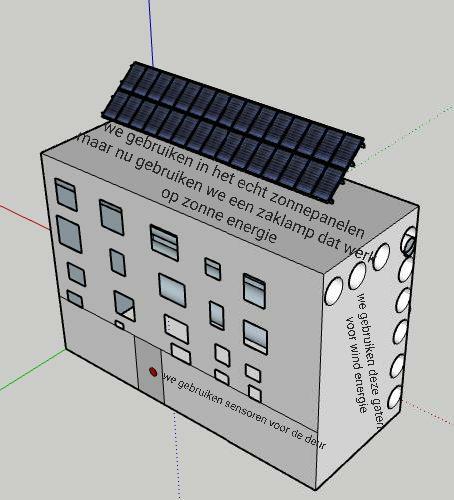 we gebruiken in het echt zonnepanelen
maar nu gebruiken we een zaklamp dat werkt
op zonne energie
we gebruiken deze gaten
voor wind energie
we gebruiken sensoren voor de deur